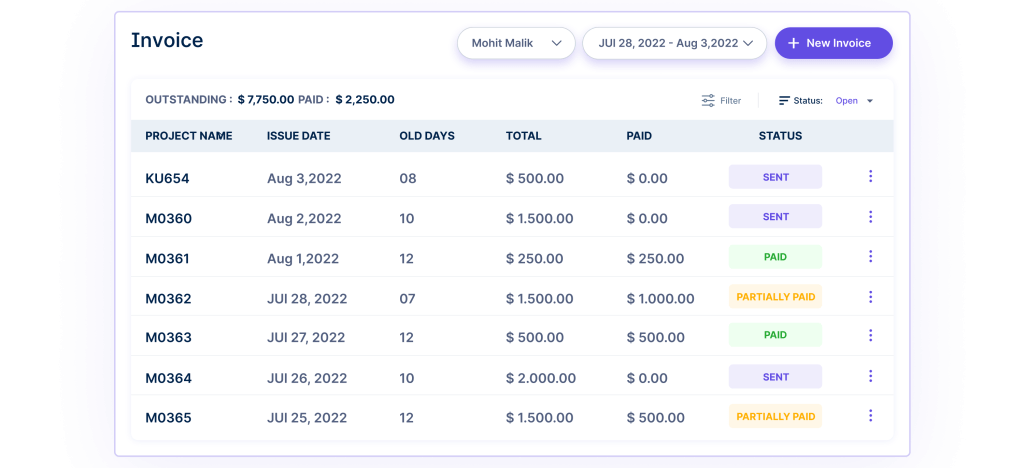 Invoice
Mohit Malik
JUl 28, 2022 - Aug 3,2022
+ New Invoice
OUTSTANDING : $ 7,750.00 PAID : $ 2,250.00
Filter
Status: Open
PROJECT NAME ISSUE DATE OLD DAYS TOTAL PAID STATUS
KU654 Aug 3,2022 08 $ 500.00 $ 0.00 SENT
M0360 Aug 2,2022 10 $ 1.500.00 $ 0.00 SENT
M0361 Aug 1,2022 12 $ 250.00 $ 250.00 PAID
M0362 JUl 28, 2022 07 $ 1.500.00 $ 1.000.00 PARTIALLY PAID
M0363 JUl 27, 2022 12 $ 500.00 $ 500.00 PAID
M0364 JUl 26, 2022 10 $ 2.000.00 $ 0.00 SENT
M0365 JUl 25, 2022 12 $ 1.500.00 $ 500.00 PARTIALLY PAID